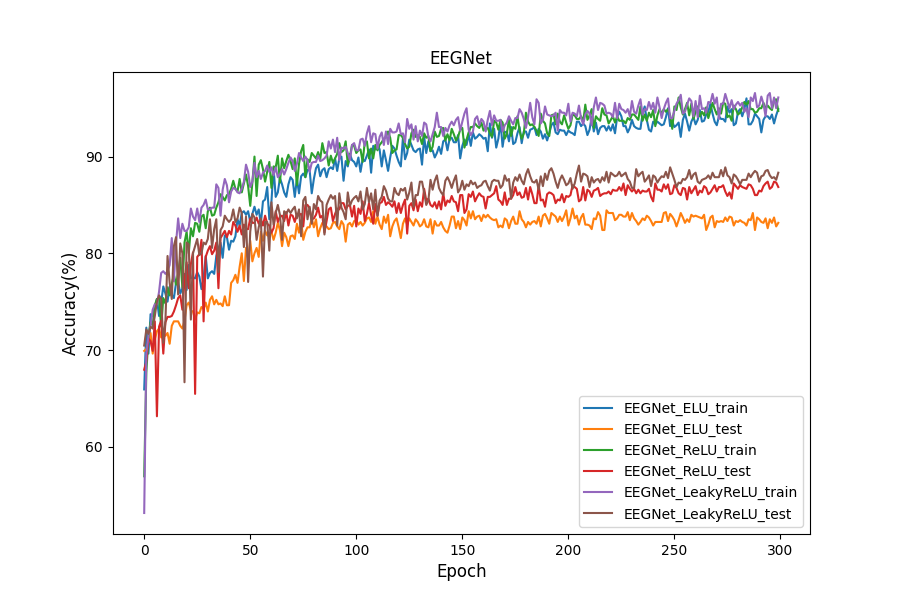 EEGNet
Accuracy(%)
90
80
70
60
0 50 100 150 200 250 300
Epoch
EEGNet_ELU_train
EEGNet_ELU_test
EEGNet_ReLU_train
EEGNet_ReLU_test
EEGNet_LeakyReLU_train
EEGNet_LeakyReLU_test